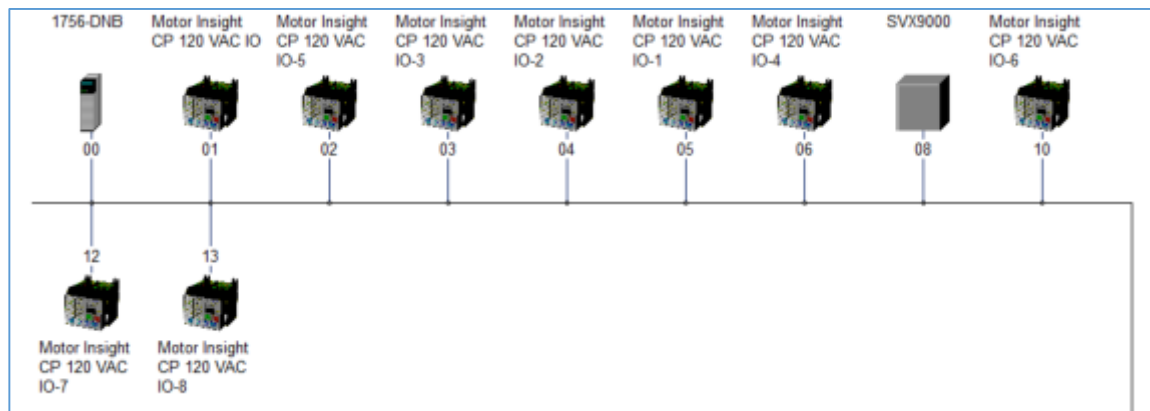 1756-DNB
Motor Insight
CP 120 VAC IO
Motor Insight
CP 120 VAC
IO-5
Motor Insight
CP 120 VAC
IO-3
Motor Insight
CP 120 VAC
IO-2
Motor Insight
CP 120 VAC
IO-1
Motor Insight
CP 120 VAC
IO-4
SVX9000
Motor Insight
CP 120 VAC
IO-6
00
01
02
03
04
05
06
08
10
12
13
Motor Insight
CP 120 VAC
IO-7
Motor Insight
CP 120 VAC
IO-8